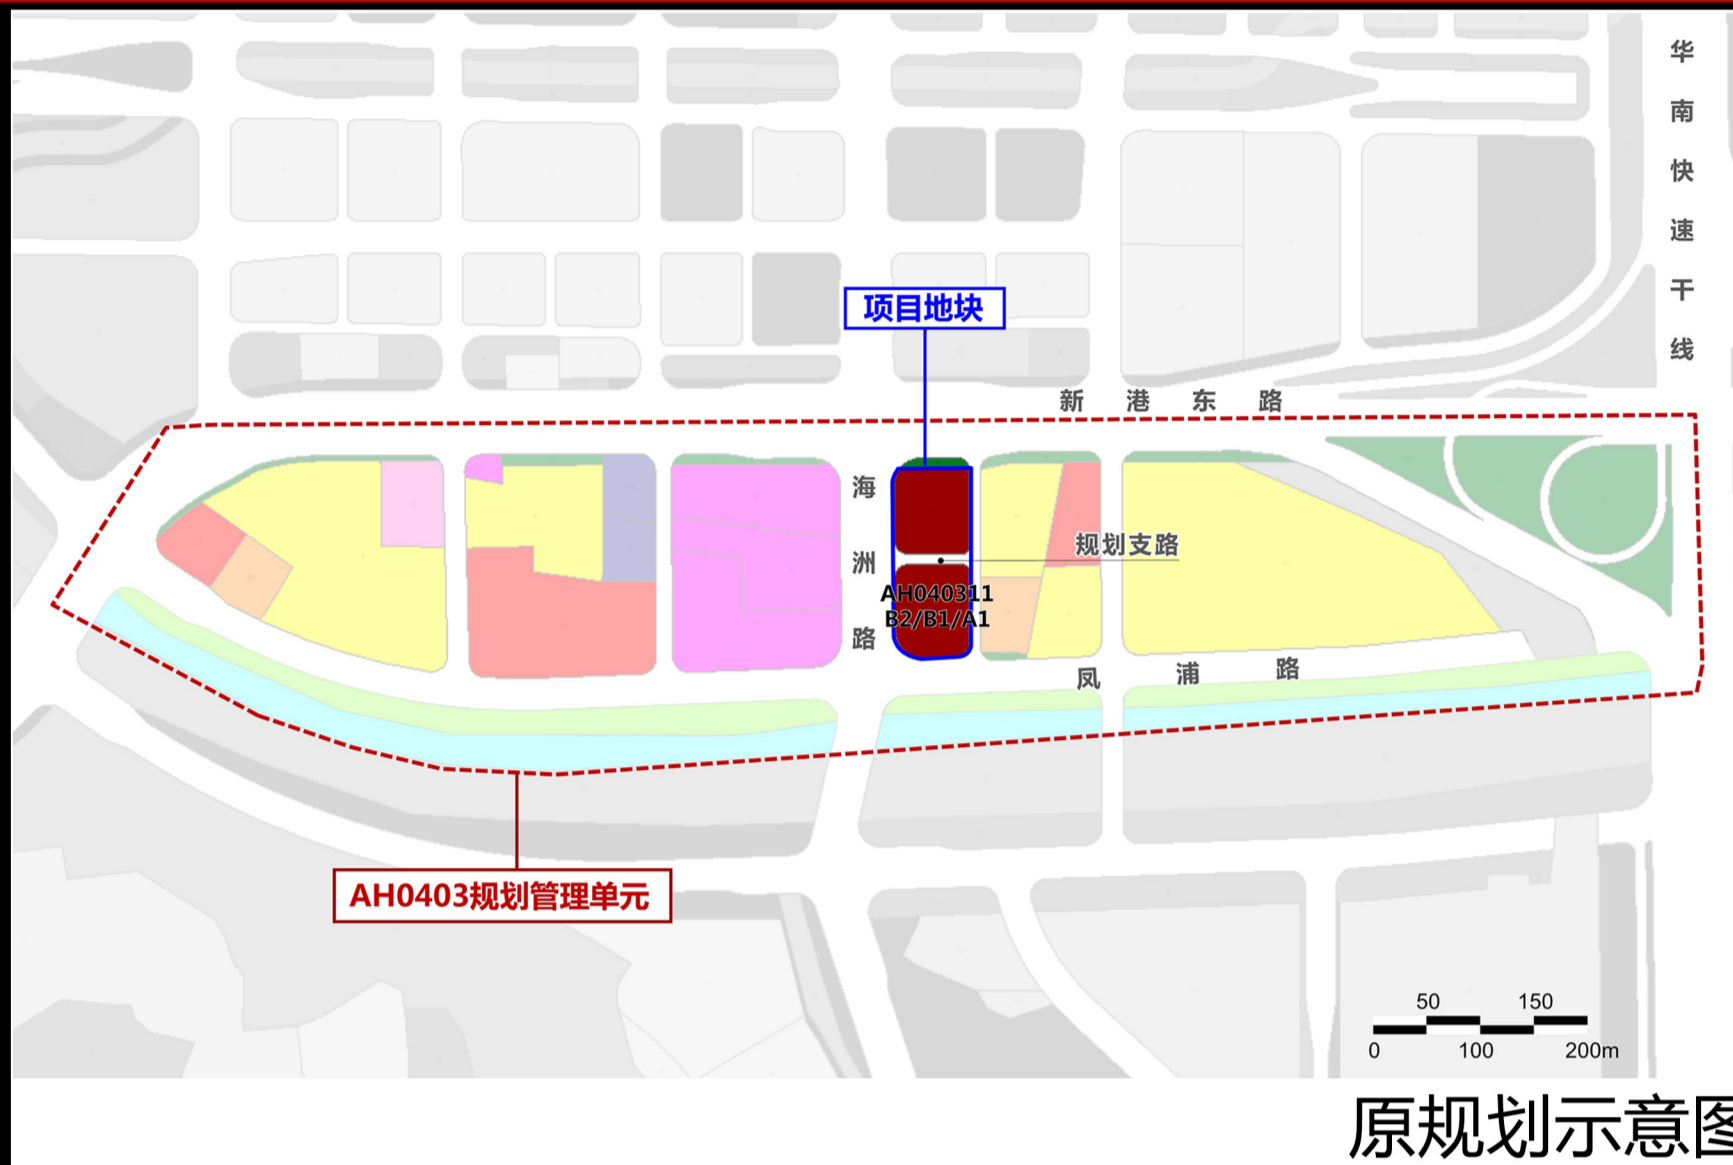 华南快速干线
项目地块
新港东路
海洲路
规划支路
AH040311
B2/B1/A1
凤浦路
AH0403规划管理单元
50 150
0 100 200m
原规划示意图